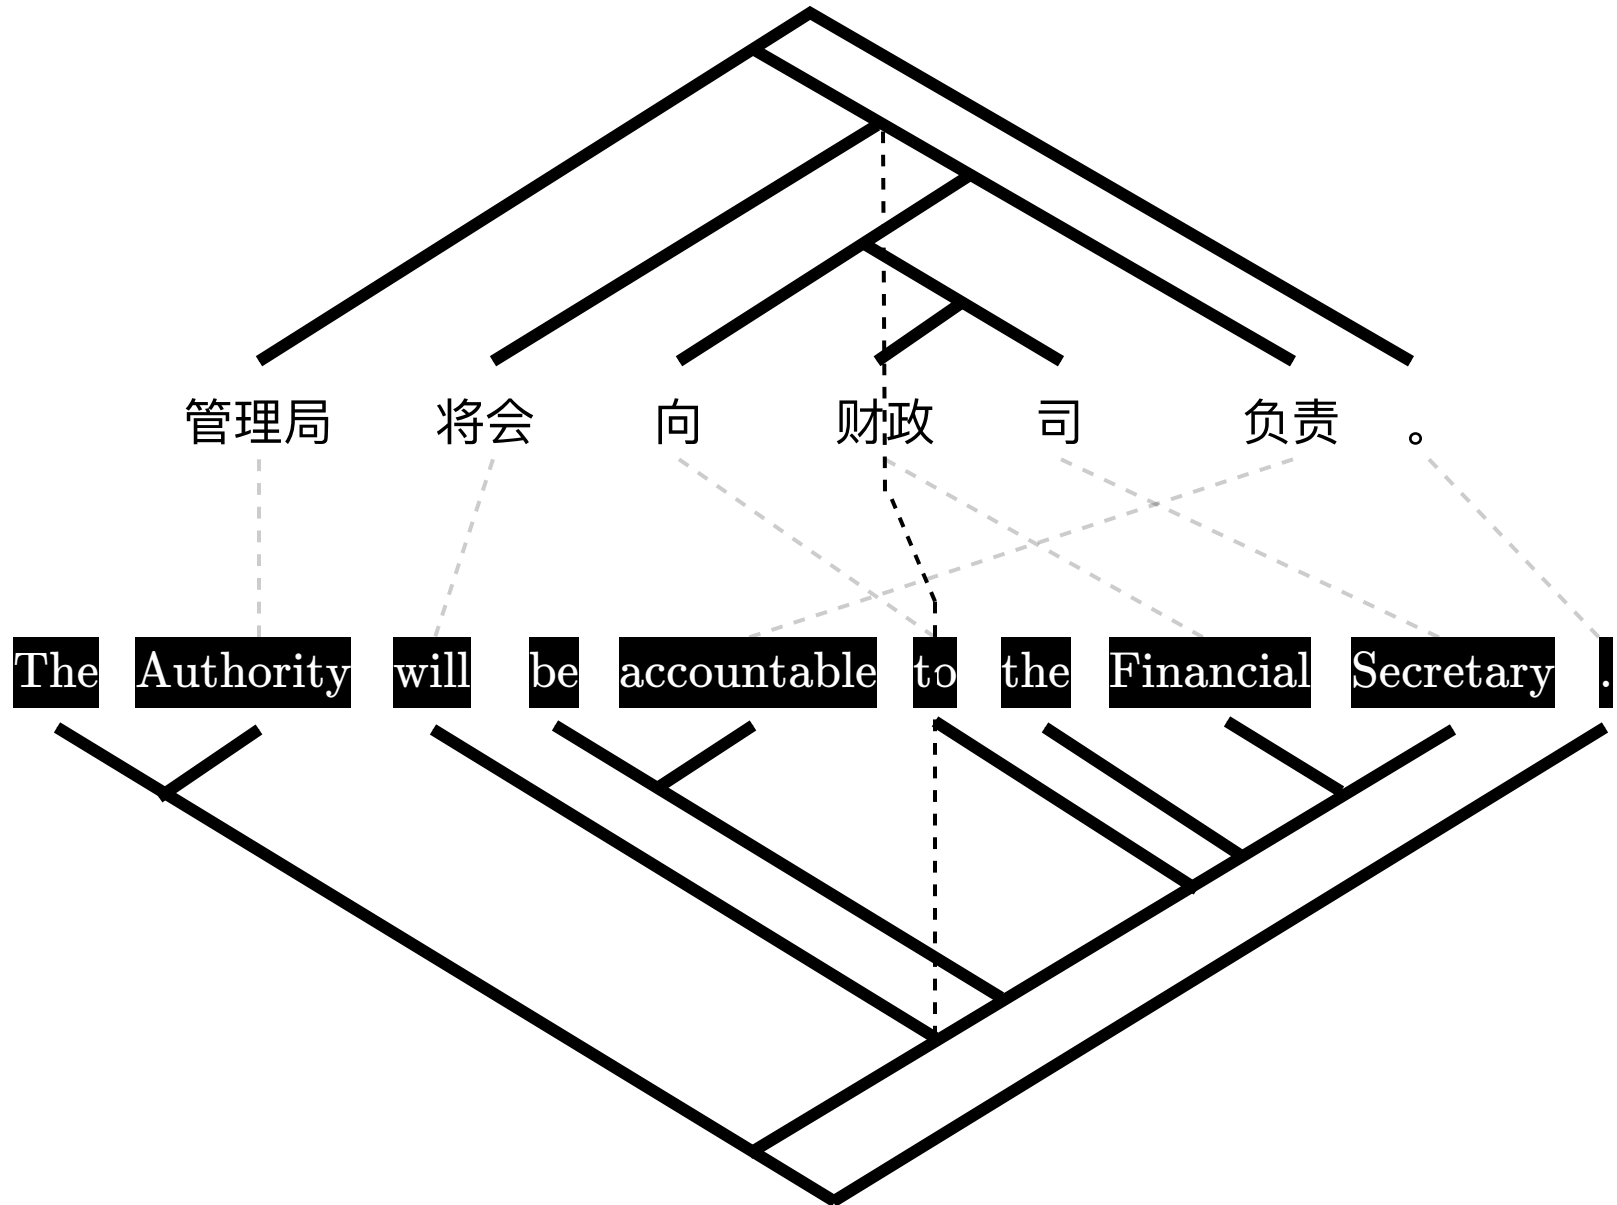 管理局 将会 向 财政 司 负责 。
The Authority will be accountable to the Financial Secretary .